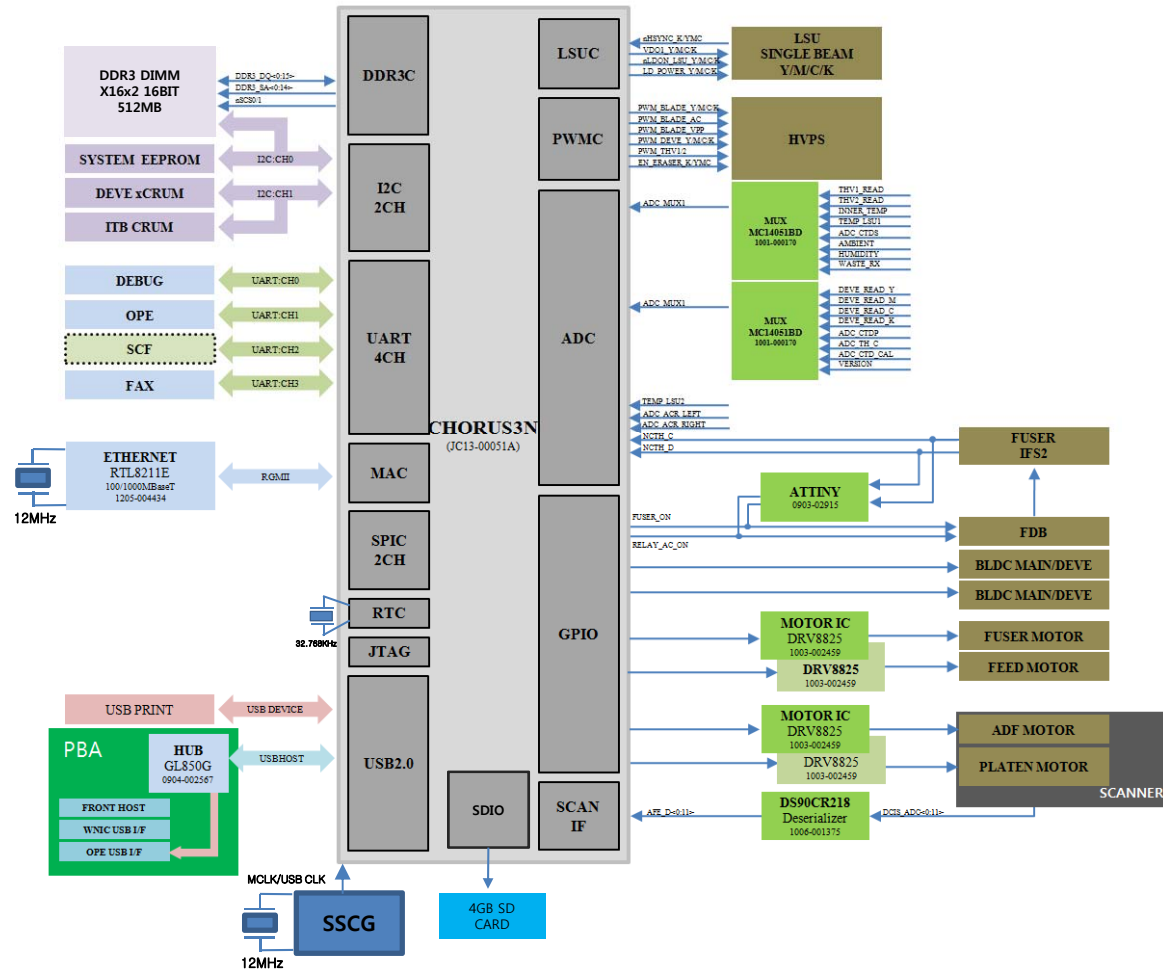 DDR3 DIMM
X16x2 16BIT
512MB
DDR3_DQ<0:15>
DDR3_SA<0:14>
nSCS0/1
SYSTEM EEPROM
I2C:CH0
DEVE xCRUM
I2C:CH1
ITB CRUM
DEBUG
UART:CH0
OPE
UART:CH1
SCF
UART:CH2
FAX
UART:CH3
ETHERNET
RTL8211E
100/1000MBaseT
1205-004434
RGMII
12MHz
32.768KHz
USB PRINT
USB DEVICE
PBA
HUB
GL850G
0904-002567
USBHOST
FRONT HOST
WNIC USB I/F
OPE USB I/F
MCLK/USB CLK
SSCG
12MHz
DDR3C
I2C
2CH
UART
4CH
MAC
SPIC
2CH
RTC
JTAG
USB2.0
CHORUS3N
(JC13-00051A)
SDIO
4GB SD
CARD
LSUC
PWMC
ADC
GPIO
SCAN
IF
nHSYNC_K/YMC
VDO1_Y/M/C/K
nLDON_LSU_Y/M/C/K
LD_POWER_Y/M/C/K
LSU
SINGLE BEAM
Y/M/C/K
PWM_BLADE_Y/M/C/K
PWM_BLADE_AC
PWM_BLADE_VPP
PWM_DEVE_Y/M/C/K
PWM_THV1/2
EN_ERASER_K/YMC
HVPS
ADC_MUX1
MUX
MC14051BD
1001-000170
THV1_READ
THV2_READ
INNER_TEMP
TEMP_LSU1
ADC_CTDS
AMBIENT
HUMIDITY
WASTE_RX
ADC_MUX1
MUX
MC14051BD
1001-000170
DEVE_READ_Y
DEVE_READ_M
DEVE_READ_C
DEVE_READ_K
ADC_CTDP
ADC_TH_C
ADC_CTD_CAL
VERSION
TEMP_LSU2
ADC_ACR_LEFT
ADC_ACR_RIGHT
NCTH_C
NCTH_D
FUSER
IFS2
ATTINY
0903-02915
FUSER_ON
RELAY_AC_ON
FDB
BLDC MAIN/DEVE
BLDC MAIN/DEVE
MOTOR IC
DRV8825
1003-002459
DRV8825
1003-002459
FUSER MOTOR
FEED MOTOR
MOTOR IC
DRV8825
1003-002459
DRV8825
1003-002459
ADF MOTOR
PLATEN MOTOR
SCANNER
AFE_D<0:11>
DS90CR218
Deserializer
1006-001375
DCIS_ADC<0:11>